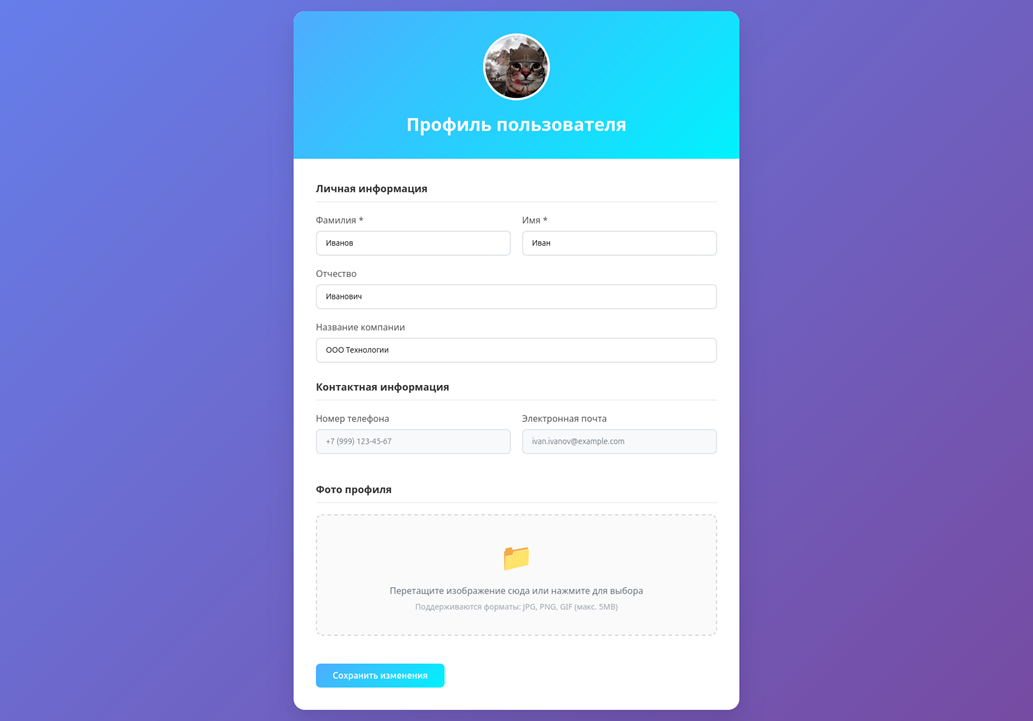 Профиль пользователя
Личная информация
Фамилия *
Имя *
Иванов
Иван
Отчество
Иванович
Название компании
ООО Технологии
Контактная информация
Номер телефона
Электронная почта
+7 (999) 123-45-67
ivan.ivanov@example.com
Фото профиля
Перетащите изображение сюда или нажмите для выбора
Поддерживаются форматы: JPG, PNG, GIF (макс. 5MB)
Сохранить изменения